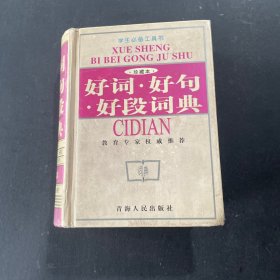 学生必备工具书
XUE SHENG
BI BEI GONG JU SHU
珍藏本
好词·好句
·好段词典
CIDIAN
教育专家权威推荐
青海人民出版社